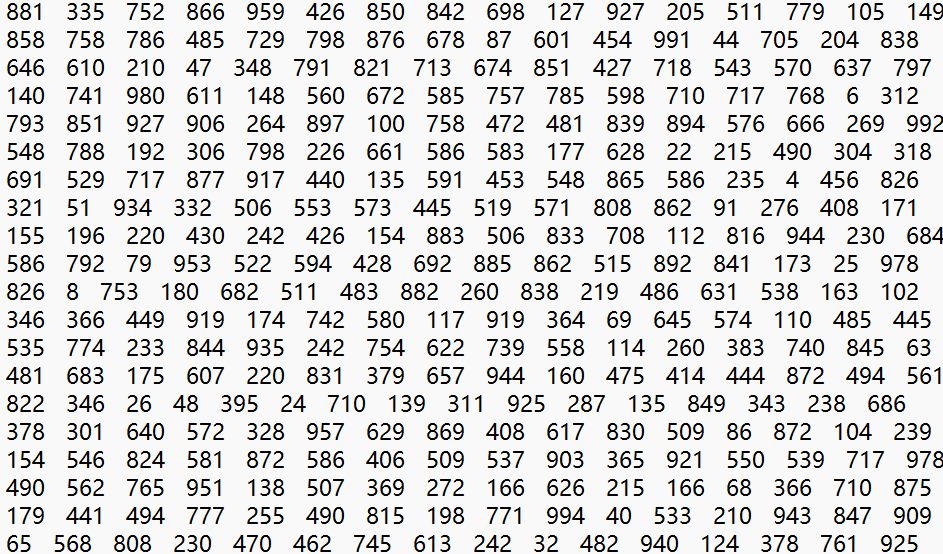 881 335 752 866 959 426 850 842 698 127 927 205 511 779 105 149
858 758 786 485 729 798 876 678 87 601 454 991 44 705 204 838
646 610 210 47 348 791 821 713 674 851 427 718 543 570 637 797
140 741 980 611 148 560 672 585 757 785 598 710 717 768 6 312
793 851 927 906 264 897 100 758 472 481 839 894 576 666 269 992
548 788 192 306 798 226 661 586 583 177 628 22 215 490 304 318
691 529 717 877 917 440 135 591 453 548 865 586 235 4 456 826
321 51 934 332 506 553 573 445 519 571 808 862 91 276 408 171
155 196 220 430 242 426 154 883 506 833 708 112 816 944 230 684
586 792 79 953 522 594 428 692 885 862 515 892 841 173 25 978
826 8 753 180 682 511 483 882 260 838 219 486 631 538 163 102
346 366 449 919 174 742 580 117 919 364 69 645 574 110 485 445
535 774 233 844 935 242 754 622 739 558 114 260 383 740 845 63
481 683 175 607 220 831 379 657 944 160 475 414 444 872 494 561
822 346 26 48 395 24 710 139 311 925 287 135 849 343 238 686
378 301 640 572 328 957 629 869 408 617 830 509 86 872 104 239
154 546 824 581 872 586 406 509 537 903 365 921 550 539 717 978
490 562 765 951 138 507 369 272 166 626 215 166 68 366 710 875
179 441 494 777 255 490 815 198 771 994 40 533 210 943 847 909
65 568 808 230 470 462 745 613 242 32 482 940 124 378 761 925